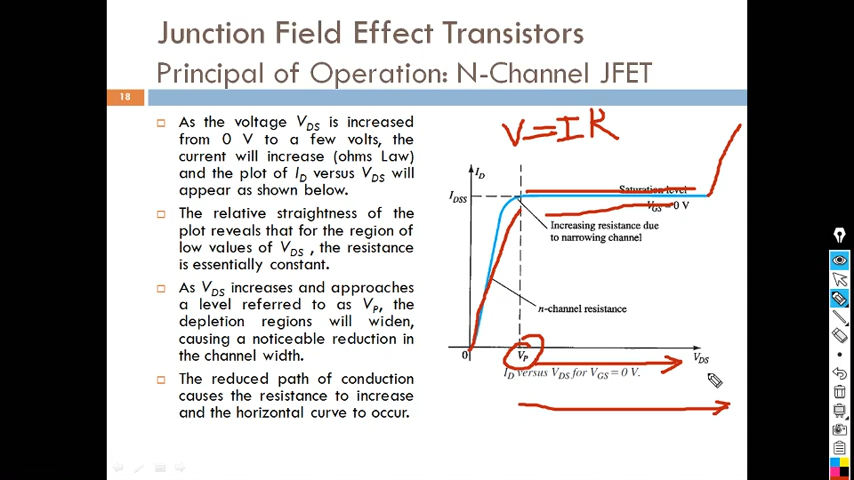 Junction Field Effect Transistors
Principal of Operation: N-Channel JFET
18
□ As the voltage VDS is increased
from 0 V to a few volts, the
current will increase (ohms Law)
and the plot of ID versus VDS will
appear as shown below.
□ The relative straightness of the
plot reveals that for the region of
low values of VDS , the resistance
is essentially constant.
□ As VDS increases and approaches
a level referred to as VP, the
depletion regions will widen,
causing a noticeable reduction in
the channel width.
□ The reduced path of conduction
causes the resistance to increase
and the horizontal curve to occur.
V=IR
ID
IDSS
Saturation level
VGS = 0 V
Increasing resistance due
to narrowing channel
n-channel resistance
0
VP
VDS
ID versus VDS for VGS = 0 V.